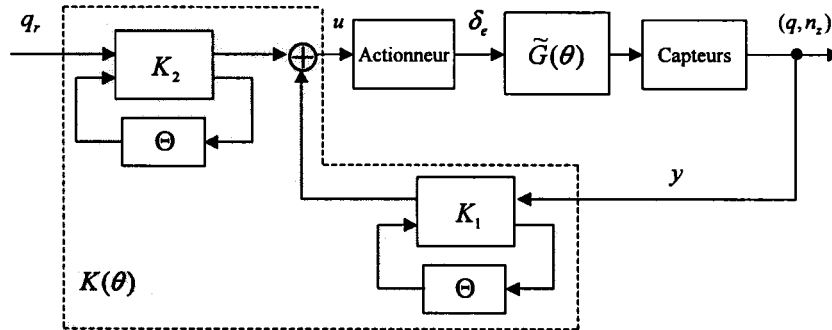 q_r
K_2
Θ
u
Actionneur
δ_e
G̃(θ)
Capteurs
(q, n_z)
y
K_1
Θ
K(θ)